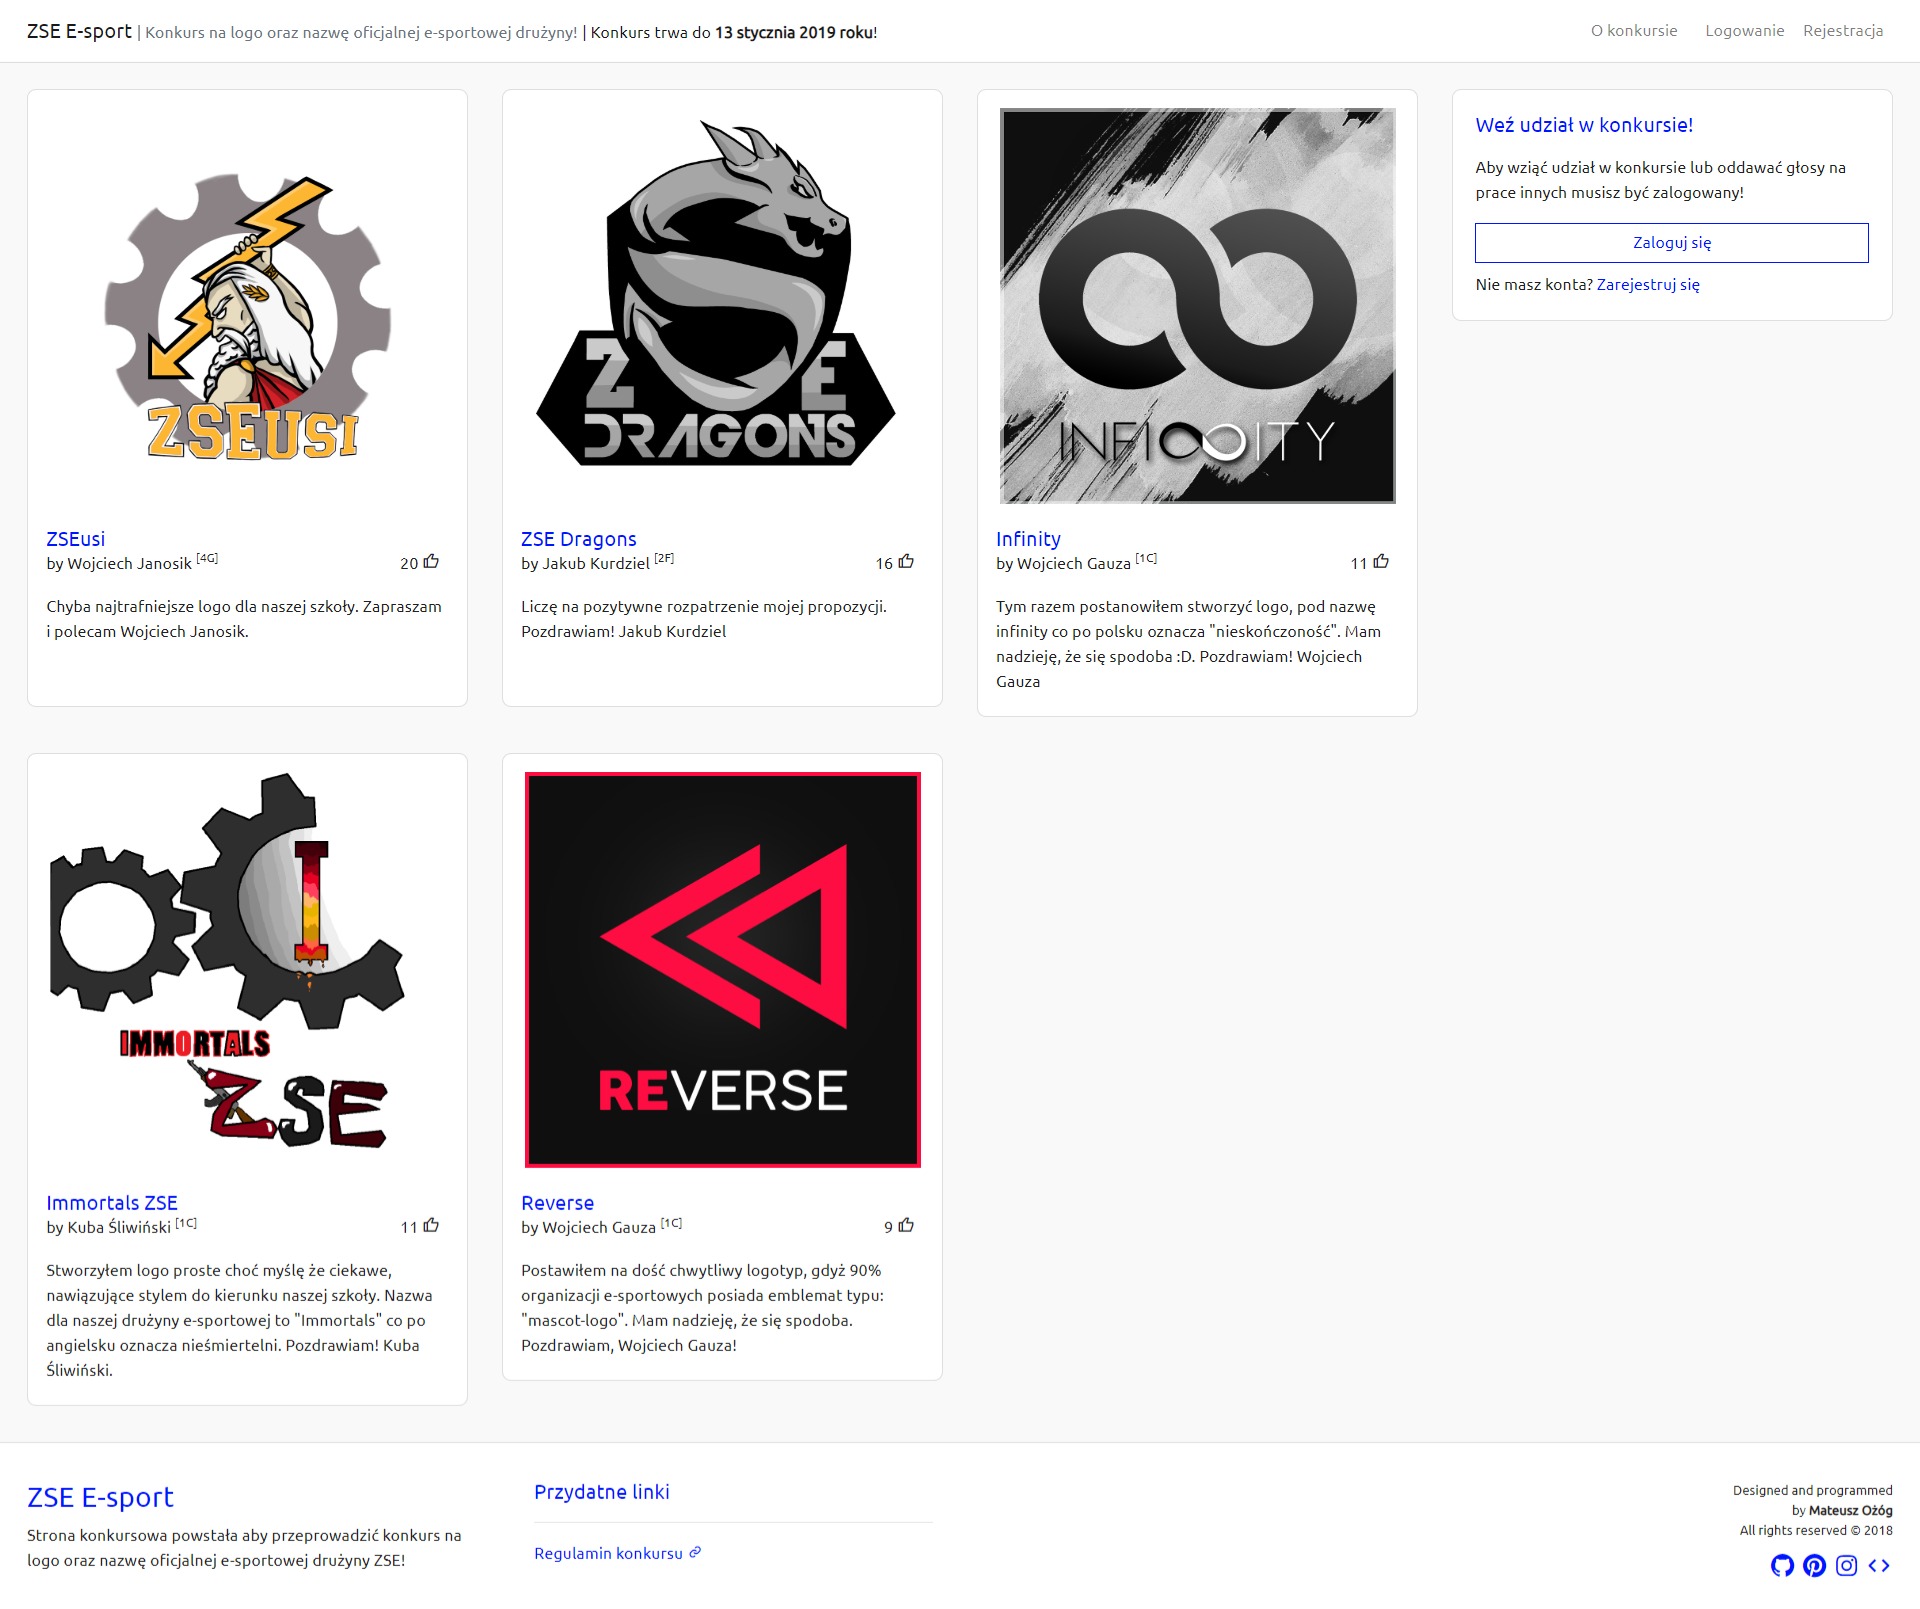 ZSE E-sport | Konkurs na logo oraz nazwę oficjalnej e-sportowej drużyny! | Konkurs trwa do 13 stycznia 2019 roku!
O konkursie Logowanie Rejestracja
ZSEUSI
ZSEusi
by Wojciech Janosik [4G] 20
Chyba najtrafniejsze logo dla naszej szkoły. Zapraszam
i polecam Wojciech Janosik.
Z E
DRAGONS
ZSE Dragons
by Jakub Kurdziel [2F] 16
Liczę na pozytywne rozpatrzenie mojej propozycji.
Pozdrawiam! Jakub Kurdziel
INFI∞ITY
Infinity
by Wojciech Gauza [1C] 11
Tym razem postanowiłem stworzyć logo, pod nazwę
infinity co po polsku oznacza "nieskończoność". Mam
nadzieję, że się spodoba :D. Pozdrawiam! Wojciech
Gauza
Weź udział w konkursie!
Aby wziąć udział w konkursie lub oddawać głosy na
prace innych musisz być zalogowany!
Zaloguj się
Nie masz konta? Zarejestruj się
I
IMMORTALS
ZSE
Immortals ZSE
by Kuba Śliwiński [1C] 11
Stworzyłem logo proste choć myślę że ciekawe,
nawiązujące stylem do kierunku naszej szkoły. Nazwa
dla naszej drużyny e-sportowej to "Immortals" co po
angielsku oznacza nieśmiertelni. Pozdrawiam! Kuba
Śliwiński.
REVERSE
Reverse
by Wojciech Gauza [1C] 9
Postawiłem na dość chwytliwy logotyp, gdyż 90%
organizacji e-sportowych posiada emblemat typu:
"mascot-logo". Mam nadzieję, że się spodoba.
Pozdrawiam, Wojciech Gauza!
ZSE E-sport
Strona konkursowa powstała aby przeprowadzić konkurs na
logo oraz nazwę oficjalnej e-sportowej drużyny ZSE!
Przydatne linki
Regulamin konkursu
Designed and programmed
by Mateusz Ożóg
All rights reserved © 2018